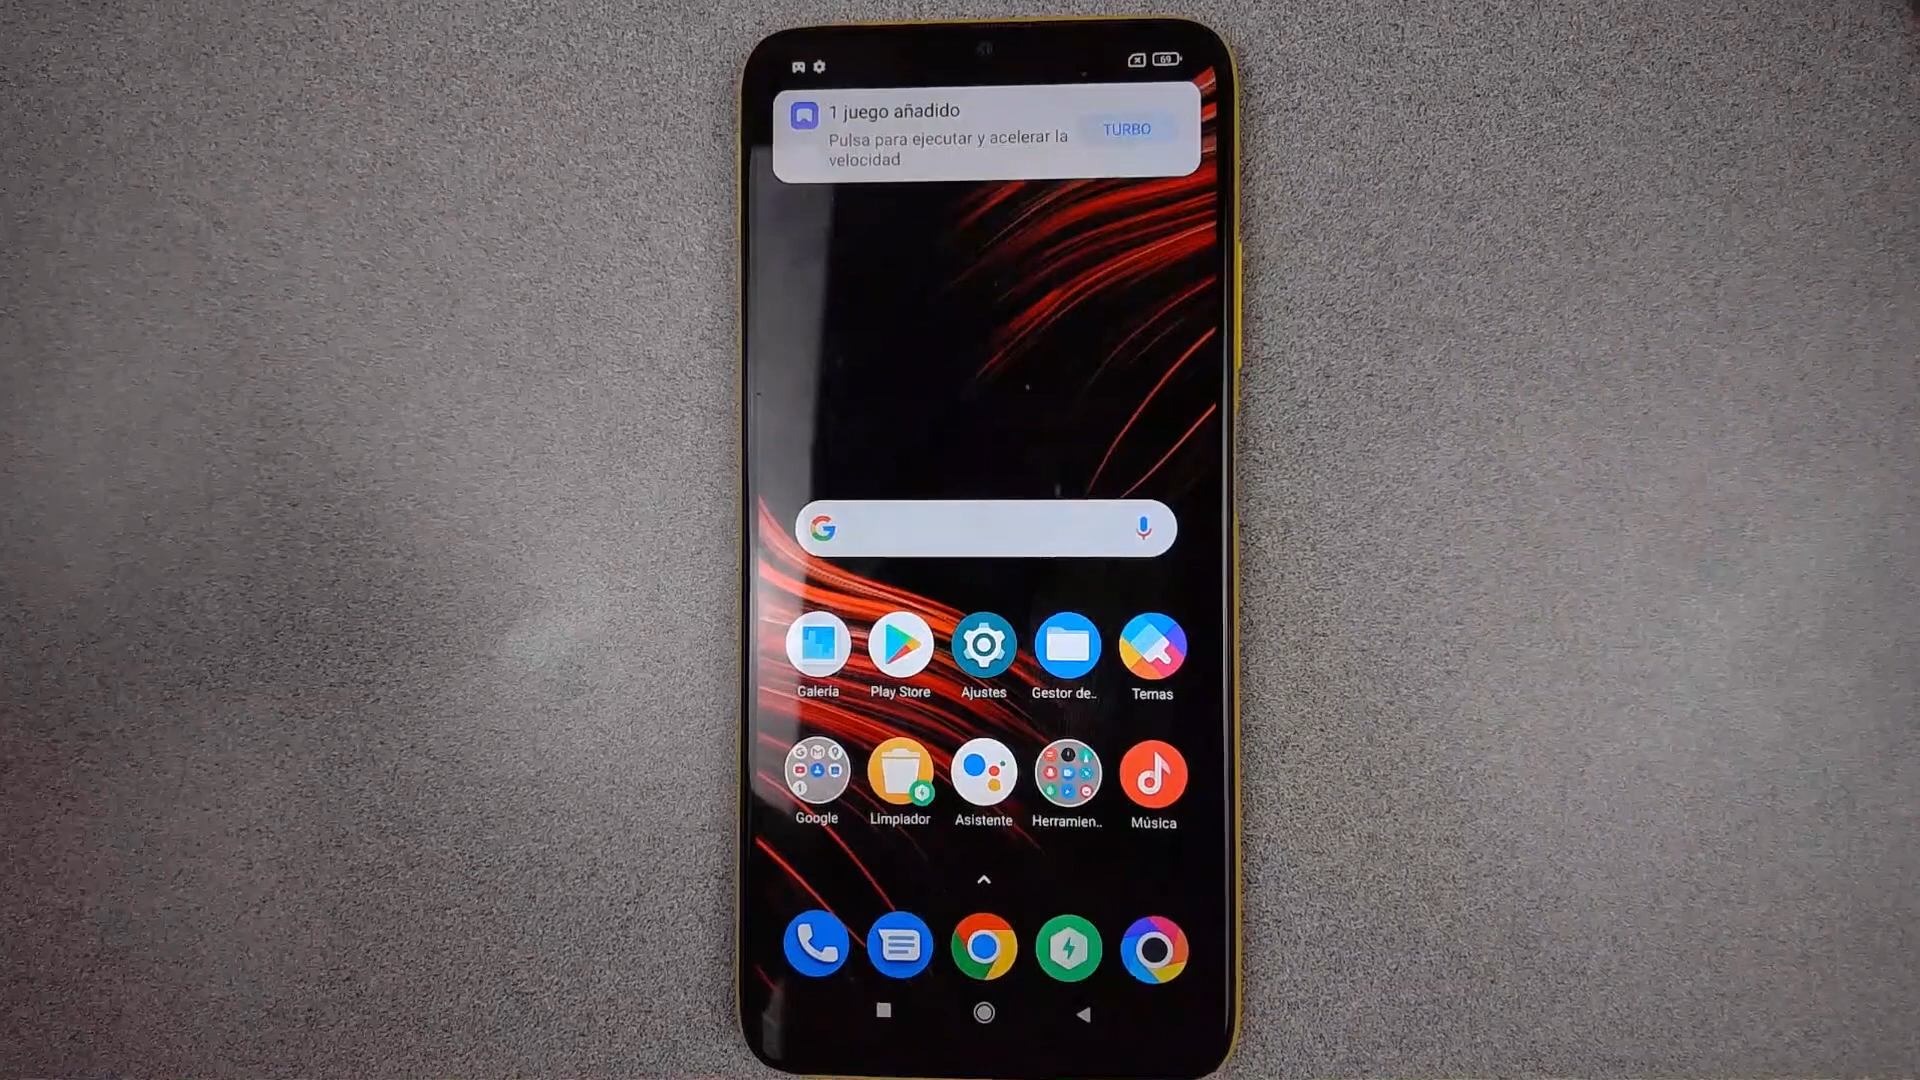 69
1 juego añadido
Pulsa para ejecutar y acelerar la
velocidad
TURBO
Galería
Play Store
Ajustes
Gestor de..
Temas
Google
Limpiador
Asistente
Herramien..
Música